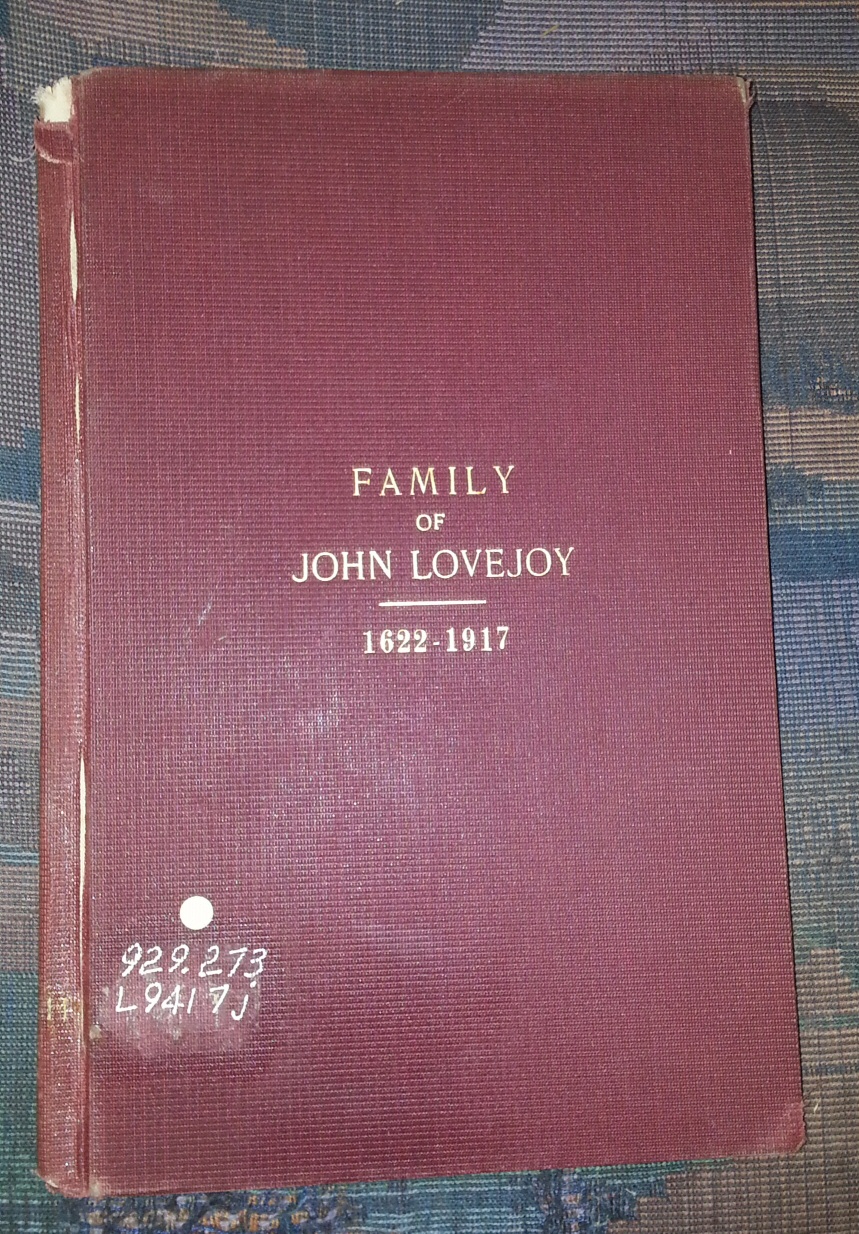 FAMILY
OF
JOHN LOVEJOY
1622-1917
929.273
L9417j